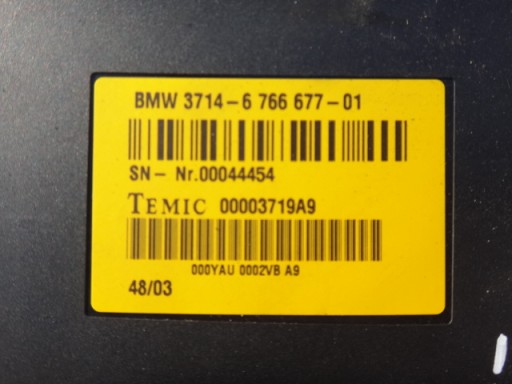 BMW 3714-6 766 677-01
SN- Nr.00044454
TEMIC 00003719A9
000YAU 0002VB A9
48/03